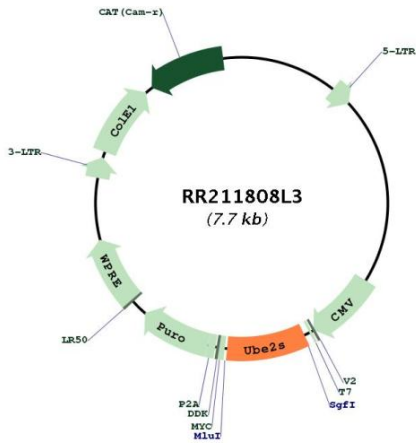 CAT(Cam-r)
5-LTR
ColE1
3-LTR
RR211808L3
(7.7 kb)
WPRE
CMV
LR50
Puro
Ube2s
V2
T7
SgfI
P2A
DDK
MYC
MluI